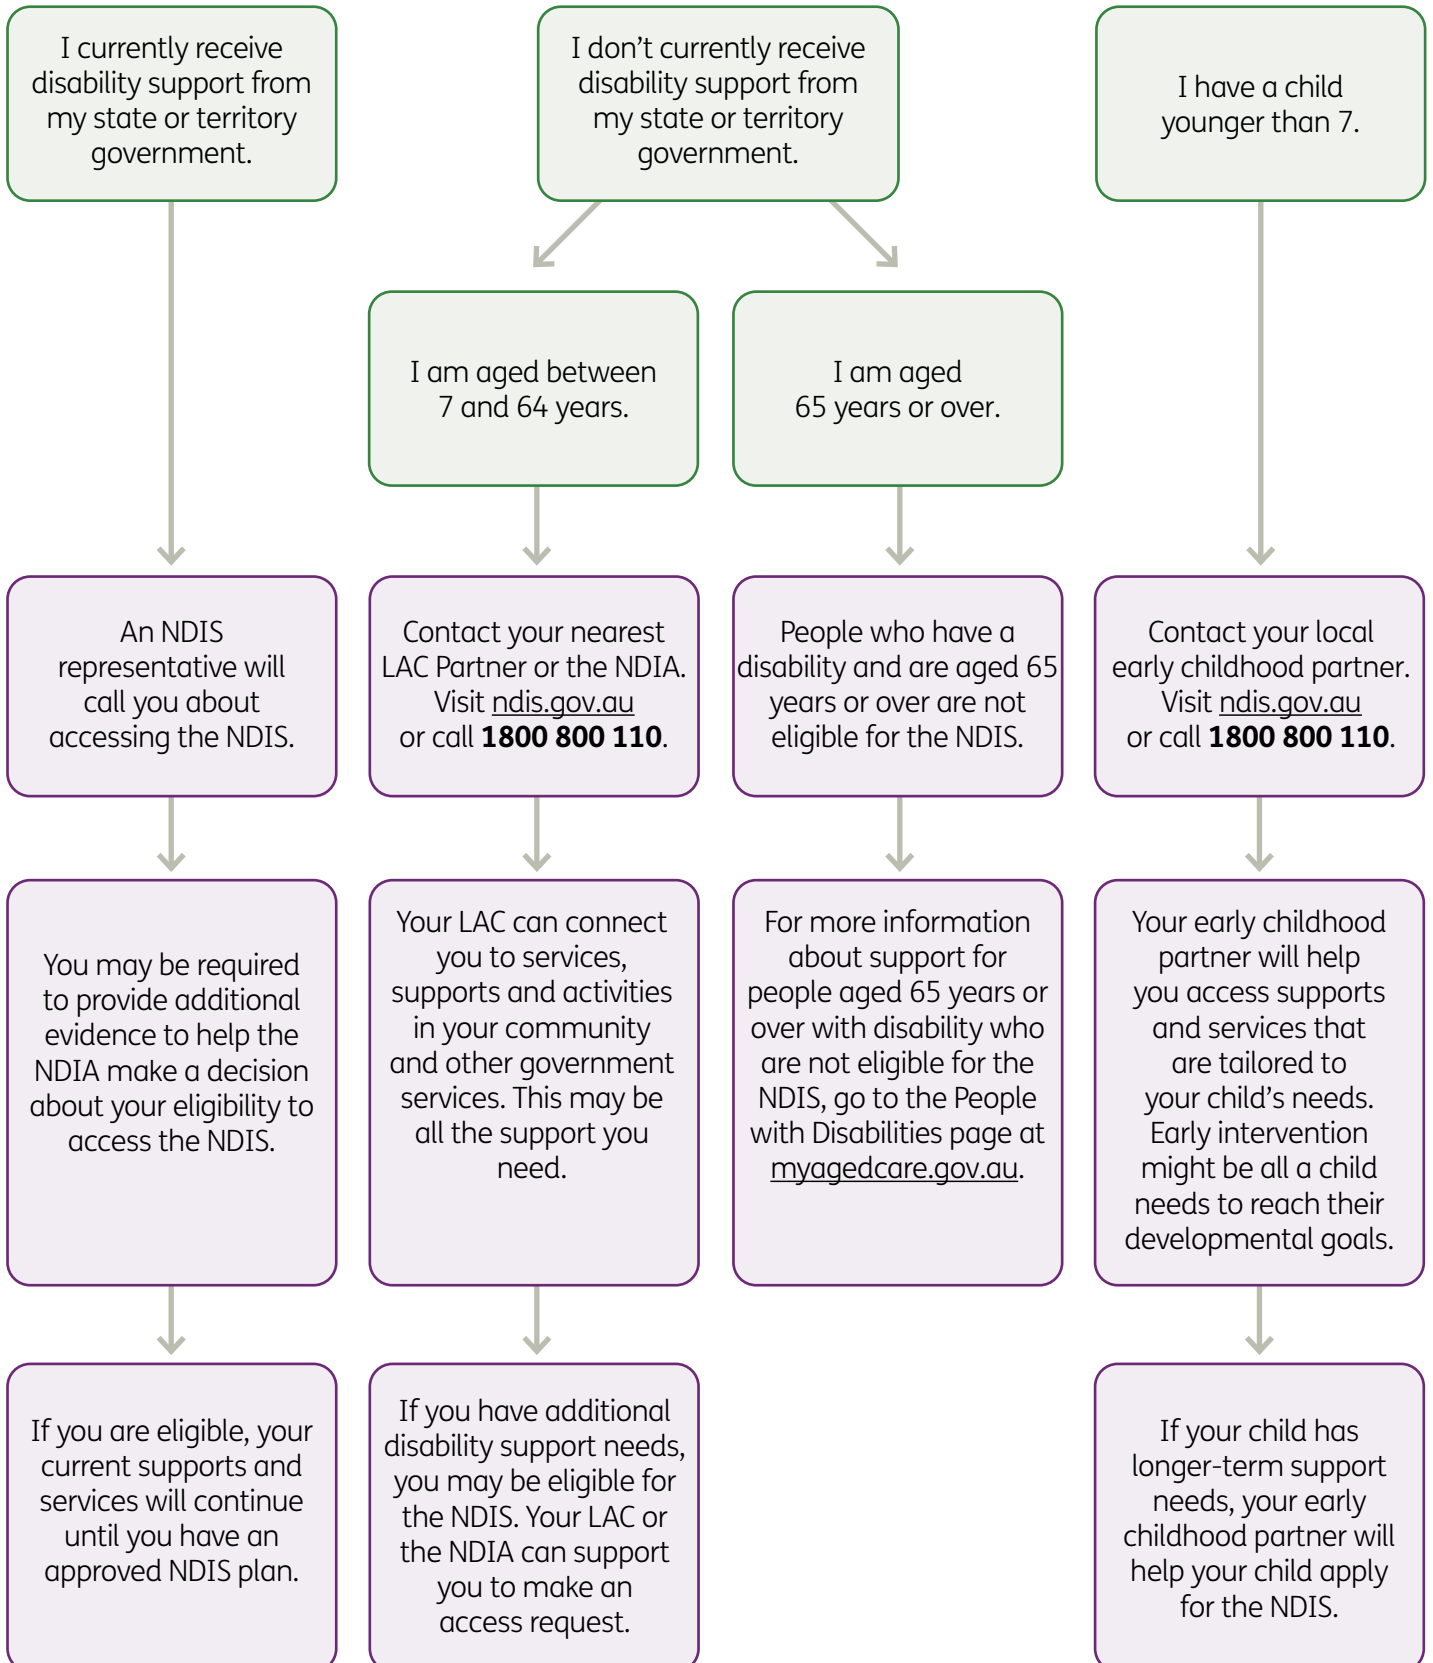 I currently receive
disability support from
my state or territory
government.
I don’t currently receive
disability support from
my state or territory
government.
I have a child
younger than 7.
I am aged between
7 and 64 years.
I am aged
65 years or over.
An NDIS
representative will
call you about
accessing the NDIS.
Contact your nearest
LAC Partner or the NDIA.
Visit ndis.gov.au
or call 1800 800 110.
People who have a
disability and are aged 65
years or over are not
eligible for the NDIS.
Contact your local
early childhood partner.
Visit ndis.gov.au
or call 1800 800 110.
You may be required
to provide additional
evidence to help the
NDIA make a decision
about your eligibility to
access the NDIS.
Your LAC can connect
you to services,
supports and activities
in your community
and other government
services. This may be
all the support you
need.
For more information
about support for
people aged 65 years or
over with disability who
are not eligible for the
NDIS, go to the People
with Disabilities page at
myagedcare.gov.au.
Your early childhood
partner will help
you access supports
and services that
are tailored to
your child’s needs.
Early intervention
might be all a child
needs to reach their
developmental goals.
If you are eligible, your
current supports and
services will continue
until you have an
approved NDIS plan.
If you have additional
disability support needs,
you may be eligible for
the NDIS. Your LAC or
the NDIA can support
you to make an
access request.
If your child has
longer-term support
needs, your early
childhood partner will
help your child apply
for the NDIS.